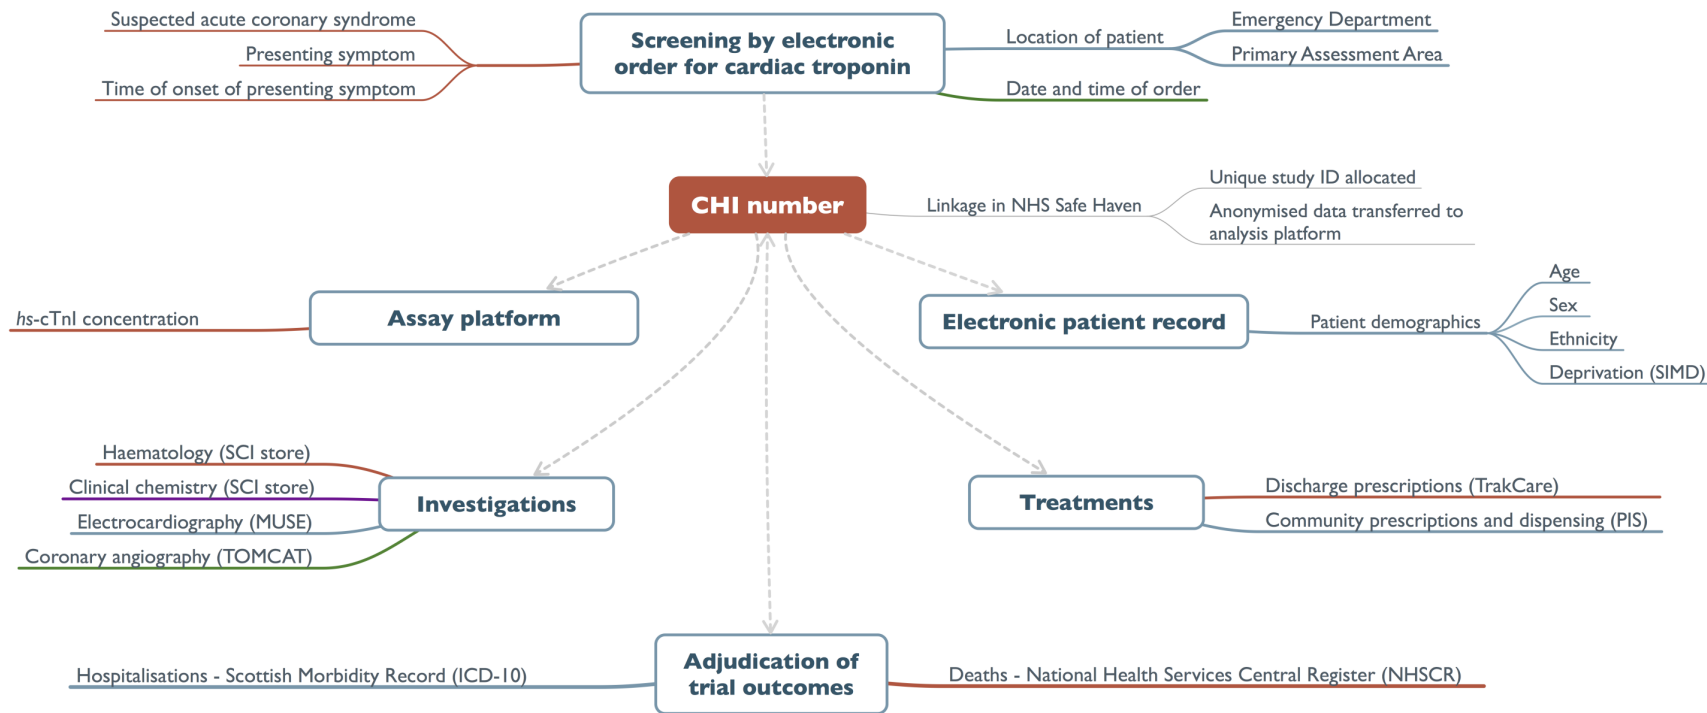 Suspected acute coronary syndrome
Presenting symptom
Time of onset of presenting symptom
Screening by electronic
order for cardiac troponin
Location of patient
Emergency Department
Primary Assessment Area
Date and time of order
CHI number
Linkage in NHS Safe Haven
Unique study ID allocated
Anonymised data transferred to
analysis platform
hs-cTnI concentration
Assay platform
Electronic patient record
Patient demographics
Age
Sex
Ethnicity
Deprivation (SIMD)
Haematology (SCI store)
Clinical chemistry (SCI store)
Electrocardiography (MUSE)
Coronary angiography (TOMCAT)
Investigations
Treatments
Discharge prescriptions (TrakCare)
Community prescriptions and dispensing (PIS)
Hospitalisations - Scottish Morbidity Record (ICD-10)
Adjudication of
trial outcomes
Deaths - National Health Services Central Register (NHSCR)